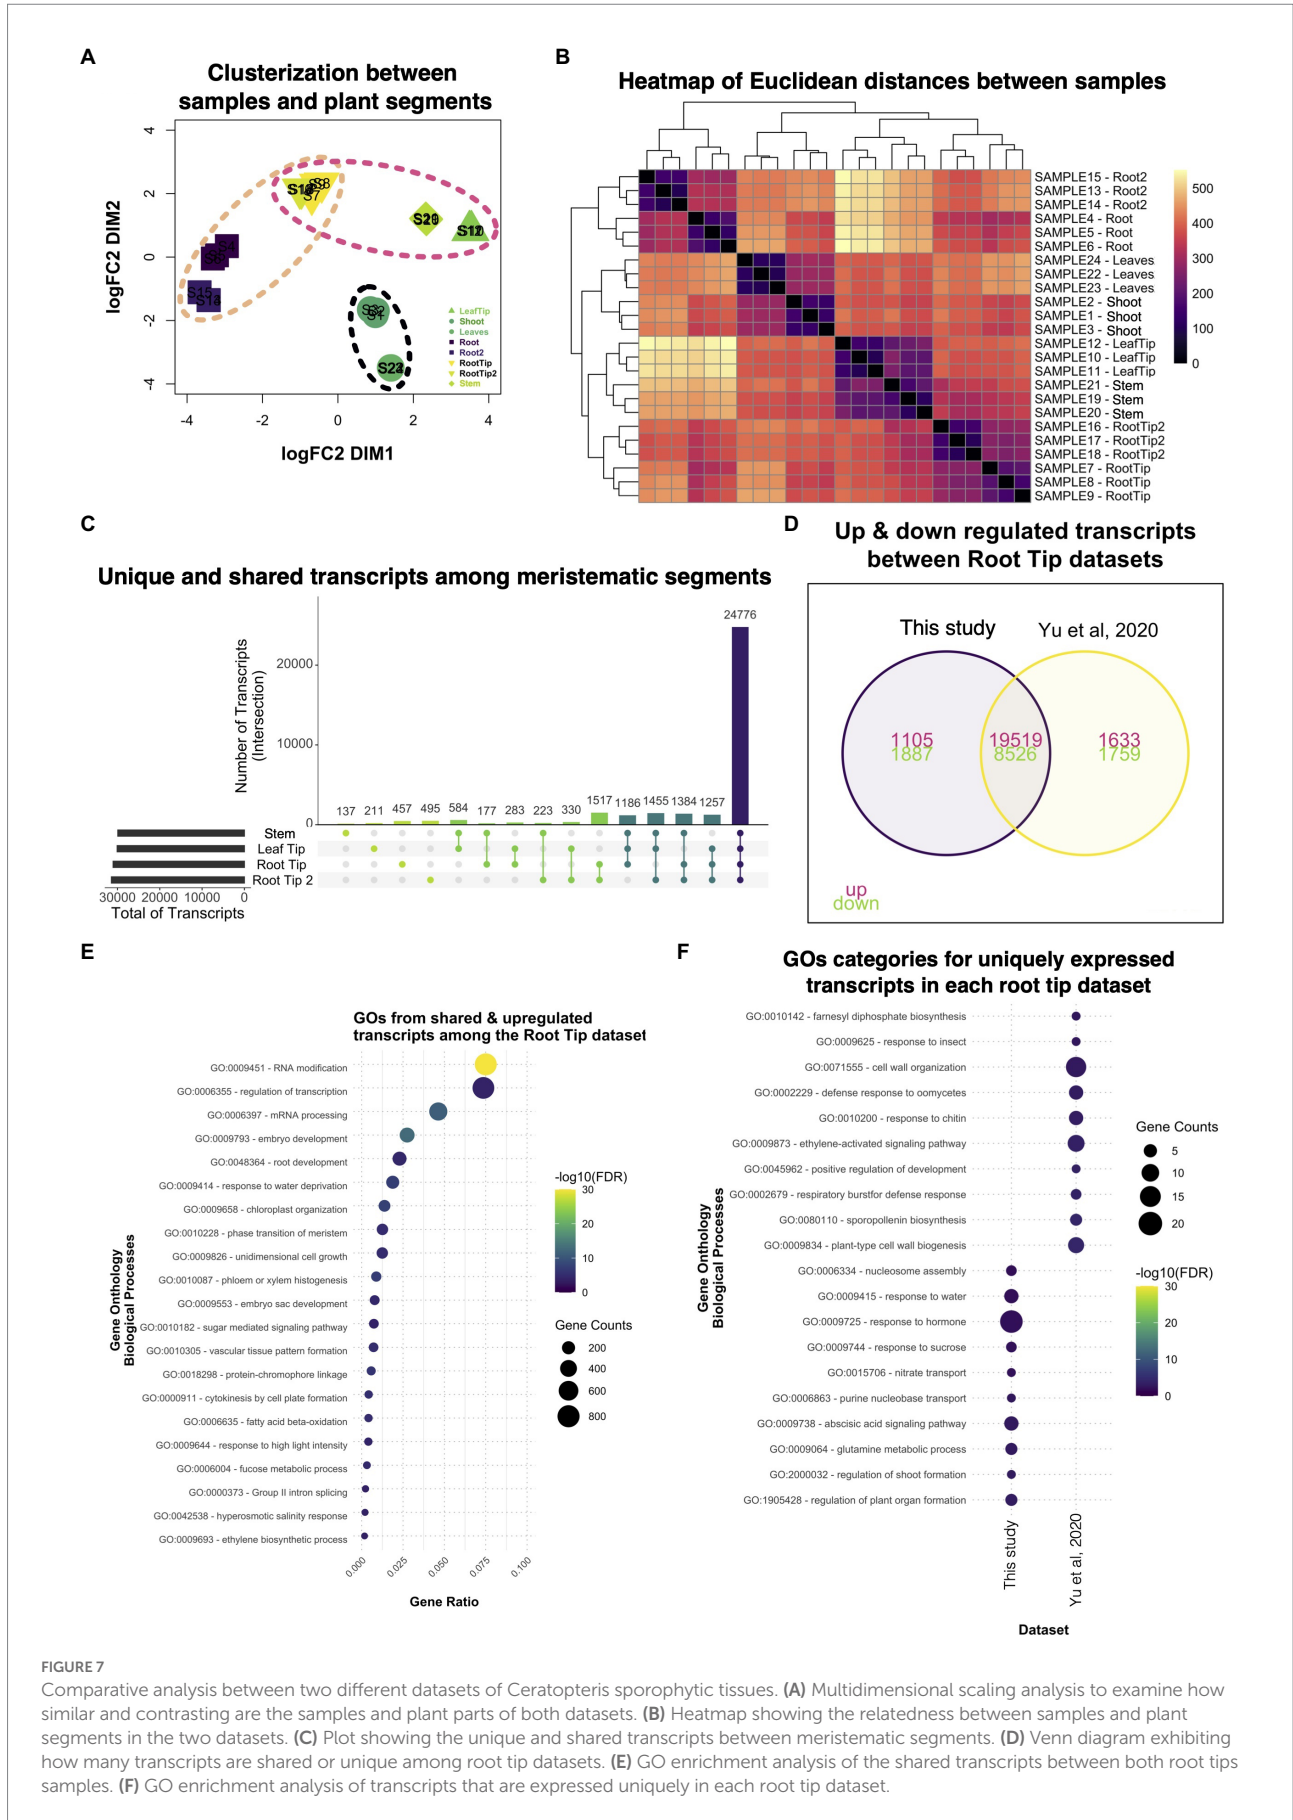 A
Clusterization between
samples and plant segments
logFC2 DIM2
4
2
0
-2
-4
S7
S4
S15
S1
-4
-2
0
2
4
logFC2 DIM1
LeafTip
Shoot
Leaves
Root
Root2
RootTip
RootTip2
Stem
B
Heatmap of Euclidean distances between samples
SAMPLE15 - Root2
SAMPLE13 - Root2
SAMPLE14 - Root2
SAMPLE4 - Root
SAMPLE5 - Root
SAMPLE6 - Root
SAMPLE24 - Leaves
SAMPLE22 - Leaves
SAMPLE23 - Leaves
SAMPLE2 - Shoot
SAMPLE1 - Shoot
SAMPLE3 - Shoot
SAMPLE12 - LeafTip
SAMPLE10 - LeafTip
SAMPLE11 - LeafTip
SAMPLE21 - Stem
SAMPLE19 - Stem
SAMPLE20 - Stem
SAMPLE16 - RootTip2
SAMPLE17 - RootTip2
SAMPLE18 - RootTip2
SAMPLE7 - RootTip
SAMPLE8 - RootTip
SAMPLE9 - RootTip
500
400
300
200
100
0
C
Unique and shared transcripts among meristematic segments
Number of Transcripts
(Intersection)
20000
10000
0
137 211 457 495 584 177 283 223 330 1517 1186 1455 1384 1257 24776
Stem
Leaf Tip
Root Tip
Root Tip 2
30000 20000 10000 0
Total of Transcripts
D
Up & down regulated transcripts
between Root Tip datasets
This study
Yu et al, 2020
1105 19519 1633
1887 8526 1759
up
down
E
GOs from shared & upregulated
transcripts among the Root Tip dataset
Gene Onthology
Biological Processes
GO:0009451 - RNA modification
GO:0006355 - regulation of transcription
GO:0006397 - mRNA processing
GO:0009793 - embryo development
GO:0048364 - root development
GO:0009414 - response to water deprivation
GO:0009658 - chloroplast organization
GO:0010228 - phase transition of meristem
GO:0009826 - unidimensional cell growth
GO:0010087 - phloem or xylem histogenesis
GO:0009553 - embryo sac development
GO:0010182 - sugar mediated signaling pathway
GO:0010305 - vascular tissue pattern formation
GO:0018298 - protein-chromophore linkage
GO:0000911 - cytokinesis by cell plate formation
GO:0006635 - fatty acid beta-oxidation
GO:0009644 - response to high light intensity
GO:0006004 - fucose metabolic process
GO:0000373 - Group II intron splicing
GO:0042538 - hyperosmotic salinity response
GO:0009693 - ethylene biosynthetic process
0.000
0.025
0.050
0.075
0.100
Gene Ratio
-log10(FDR)
30
20
10
0
Gene Counts
200
400
600
800
F
GOs categories for uniquely expressed
transcripts in each root tip dataset
Gene Onthology
Biological Processes
GO:0010142 - farnesyl diphosphate biosynthesis
GO:0009625 - response to insect
GO:0071555 - cell wall organization
GO:0002229 - defense response to oomycetes
GO:0010200 - response to chitin
GO:0009873 - ethylene-activated signaling pathway
GO:0045962 - positive regulation of development
GO:0002679 - respiratory burstfor defense response
GO:0080110 - sporopollenin biosynthesis
GO:0009834 - plant-type cell wall biogenesis
GO:0006334 - nucleosome assembly
GO:0009415 - response to water
GO:0009725 - response to hormone
GO:0009744 - response to sucrose
GO:0015706 - nitrate transport
GO:0006863 - purine nucleobase transport
GO:0009738 - abscisic acid signaling pathway
GO:0009064 - glutamine metabolic process
GO:2000032 - regulation of shoot formation
GO:1905428 - regulation of plant organ formation
This study
Yu et al, 2020
Dataset
Gene Counts
5
10
15
20
-log10(FDR)
30
20
10
0
FIGURE 7
Comparative analysis between two different datasets of Ceratopteris sporophytic tissues. (A) Multidimensional scaling analysis to examine how
similar and contrasting are the samples and plant parts of both datasets. (B) Heatmap showing the relatedness between samples and plant
segments in the two datasets. (C) Plot showing the unique and shared transcripts between meristematic segments. (D) Venn diagram exhibiting
how many transcripts are shared or unique among root tip datasets. (E) GO enrichment analysis of the shared transcripts between both root tips
samples. (F) GO enrichment analysis of transcripts that are expressed uniquely in each root tip dataset.